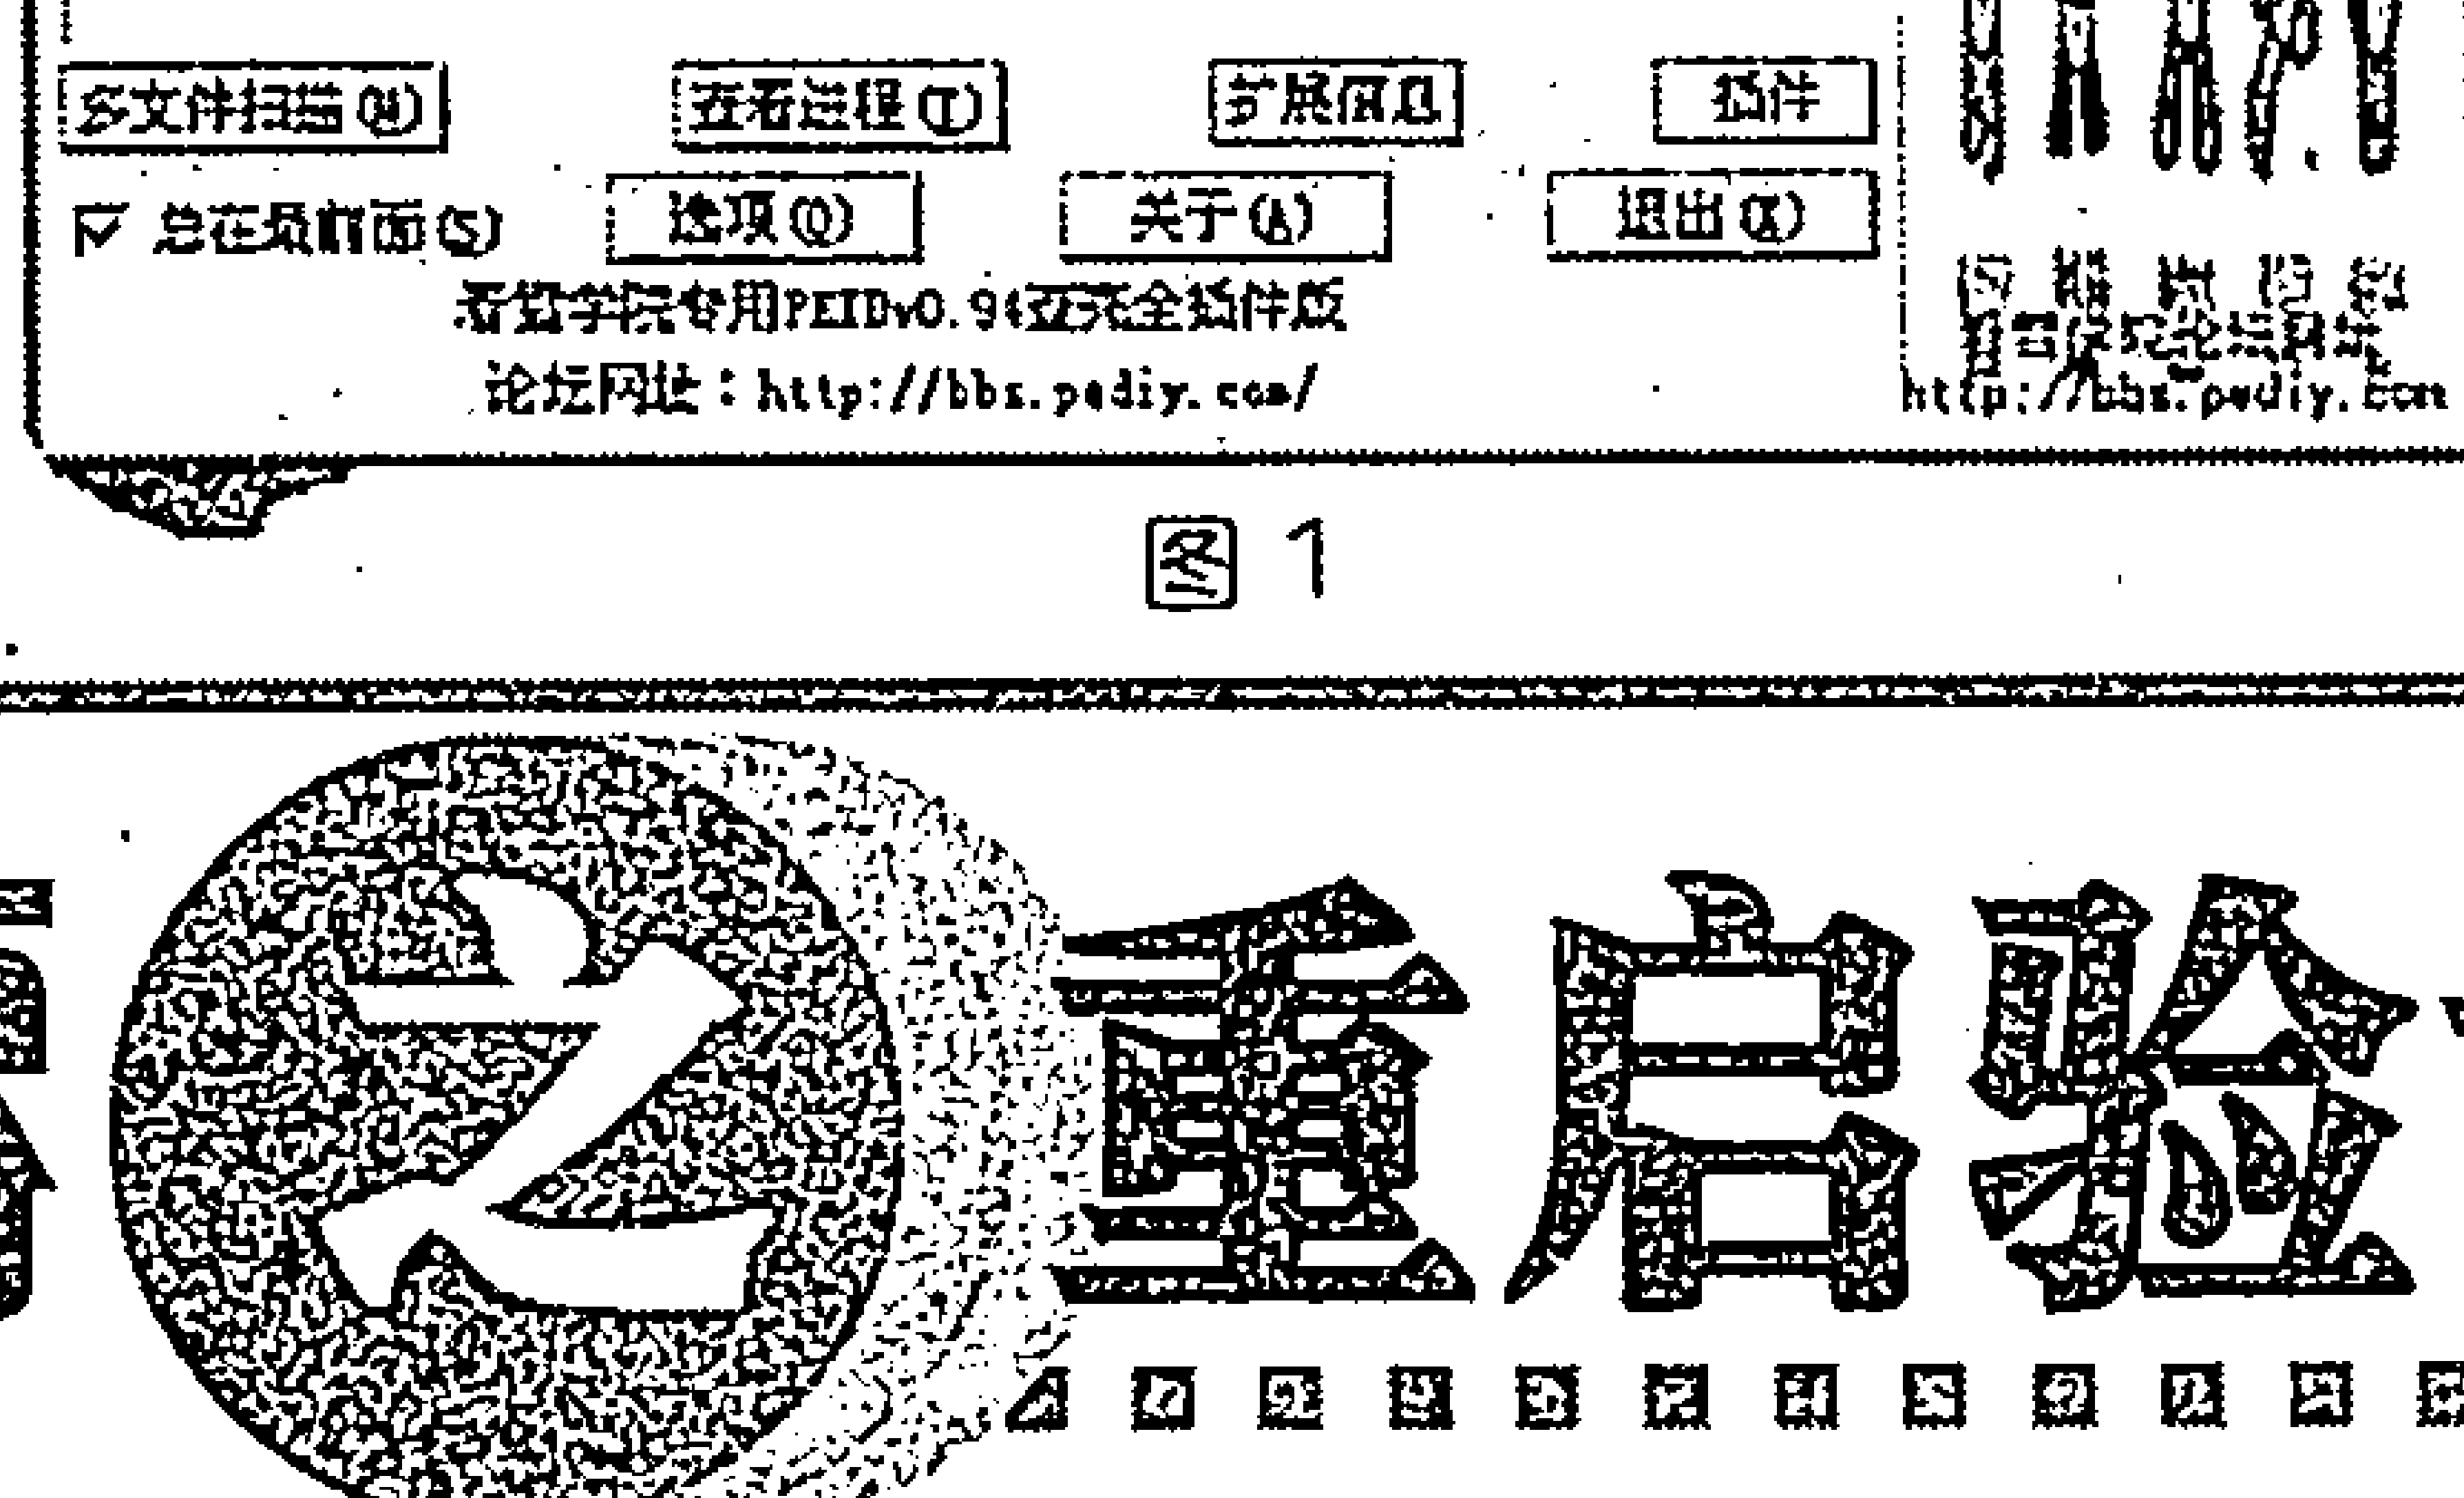 多文件扫描(M) 查看进程(T) 扩展信息 插件
总在最前面(S) 选项(O) 关于(A) 退出(X)
看雪学院专用PEIDv0.94亚完全插件版
论坛网址：http://bbs.pediy.com/
http://bbs.pediy.com
图 1
之 重启验